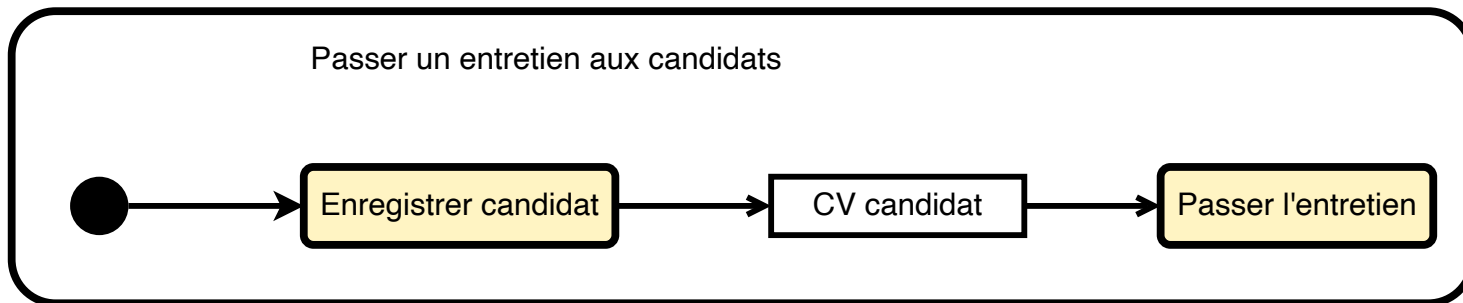 Passer un entretien aux candidats
Enregistrer candidat
CV candidat
Passer l'entretien